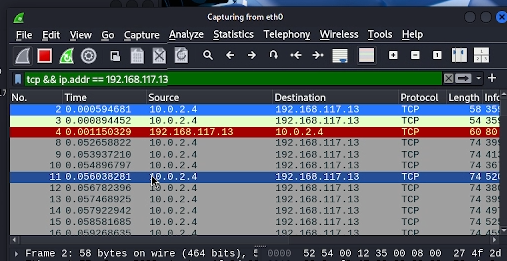 Capturing from eth0
File Edit View Go Capture Analyze Statistics Telephony Wireless Tools Help
tcp && ip.addr == 192.168.117.13
No. Time Source Destination Protocol Length Info
2 0.000594681 10.0.2.4 192.168.117.13 TCP 58 35
3 0.000894452 10.0.2.4 192.168.117.13 TCP 54 35
4 0.001150329 192.168.117.13 10.0.2.4 TCP 60 80
8 0.052658822 10.0.2.4 192.168.117.13 TCP 74 39
9 0.053937210 10.0.2.4 192.168.117.13 TCP 74 41
10 0.054896797 10.0.2.4 192.168.117.13 TCP 74 36
11 0.056038281 10.0.2.4 192.168.117.13 TCP 74 52
12 0.056782396 10.0.2.4 192.168.117.13 TCP 74 38
13 0.057468925 10.0.2.4 192.168.117.13 TCP 74 39
14 0.057922942 10.0.2.4 192.168.117.13 TCP 74 49
15 0.058581685 10.0.2.4 192.168.117.13 TCP 74 52
16 0.059268635 10.0.2.4 192.168.117.13 TCP 74 45
Frame 2: 58 bytes on wire (464 bits), 5 0000 52 54 00 12 35 00 08 00 27 4f 2d